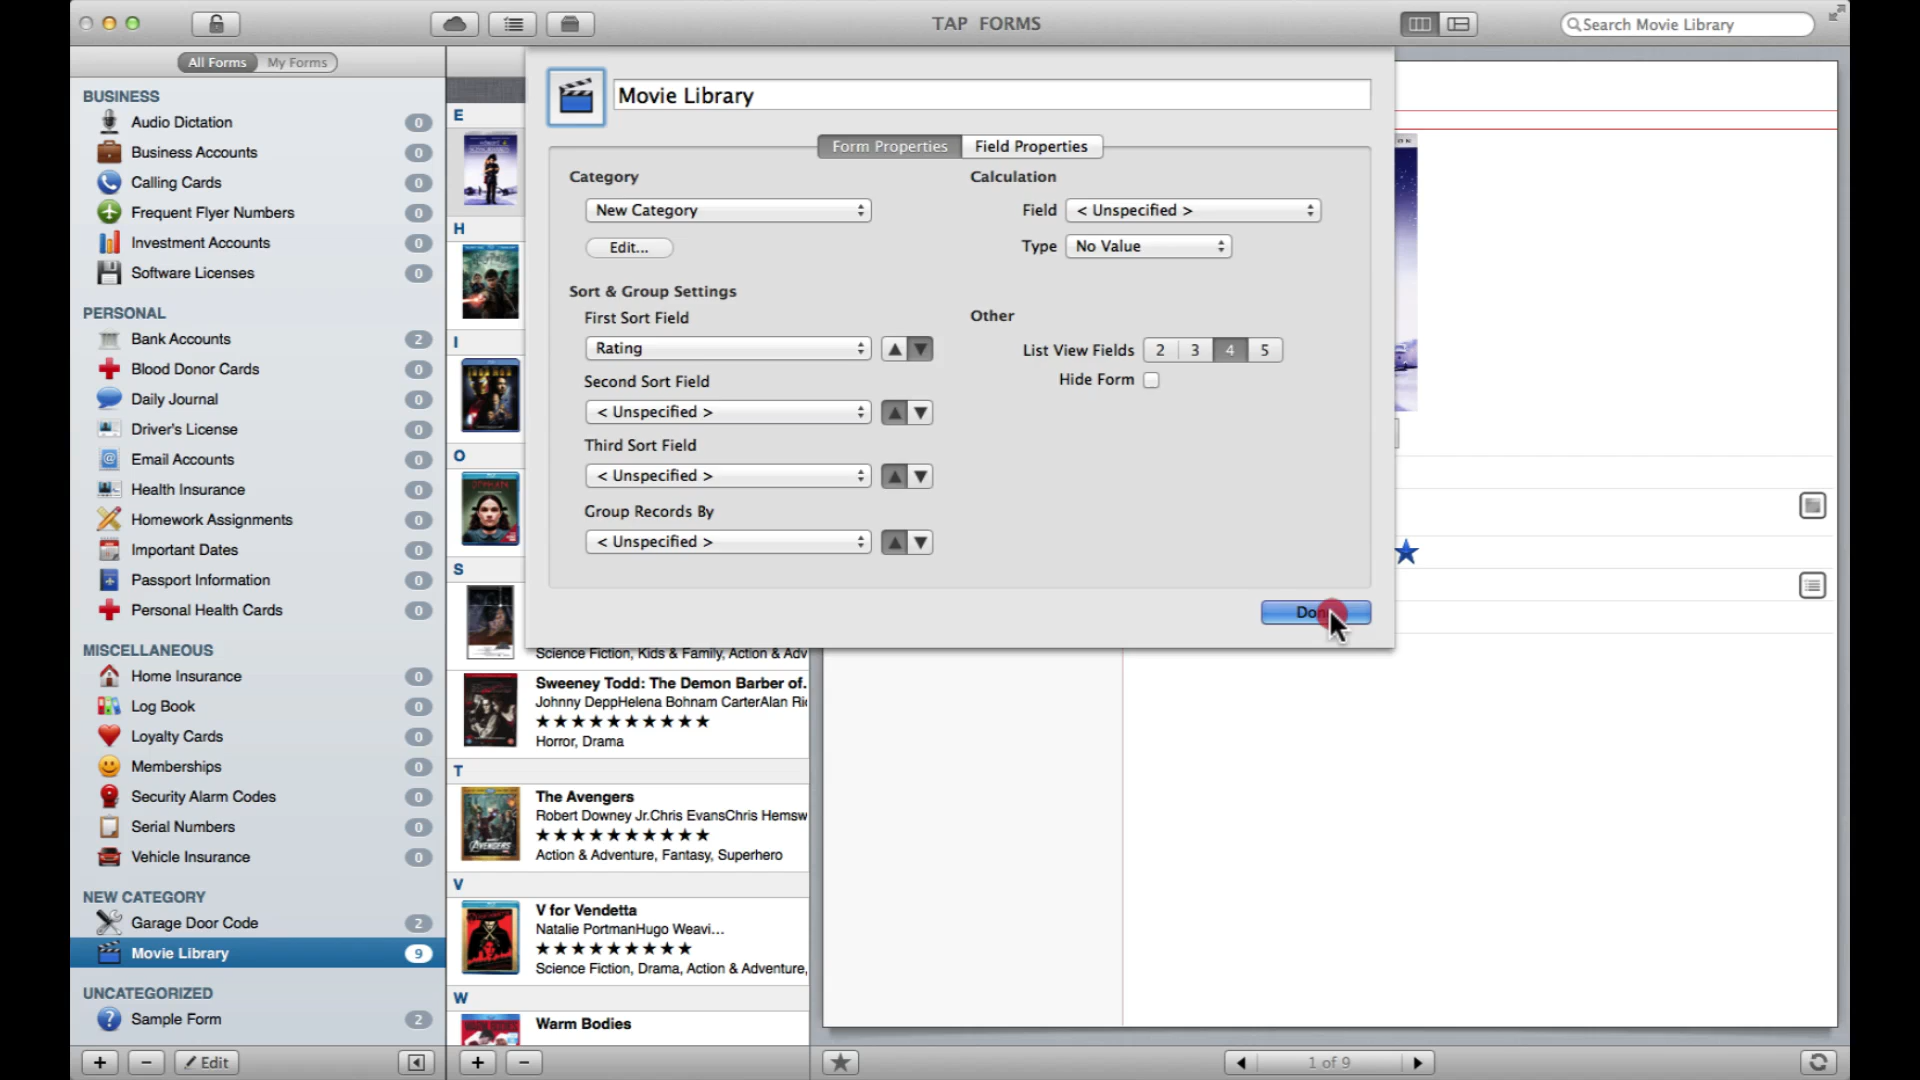 TAP FORMS
Search Movie Library
All Forms
My Forms
BUSINESS
Audio Dictation 0
Business Accounts 0
Calling Cards 0
Frequent Flyer Numbers 0
Investment Accounts 0
Software Licenses 0
PERSONAL
Bank Accounts 2
Blood Donor Cards 0
Daily Journal 0
Driver's License 0
Email Accounts 0
Health Insurance 0
Homework Assignments 0
Important Dates 0
Passport Information 0
Personal Health Cards 0
MISCELLANEOUS
Home Insurance 0
Log Book 0
Loyalty Cards 0
Memberships 0
Security Alarm Codes 0
Serial Numbers 0
Vehicle Insurance 0
NEW CATEGORY
Garage Door Code 2
Movie Library 9
UNCATEGORIZED
Sample Form 2
+ - Edit
E
H
I
O
S
Science Fiction, Kids & Family, Action & Adv
Sweeney Todd: The Demon Barber of.
Johnny DeppHelena Bohnam CarterAlan Ri
★★★★★★★★★★
Horror, Drama
T
The Avengers
Robert Downey Jr.Chris EvansChris Hemsw
★★★★★★★★★★
Action & Adventure, Fantasy, Superhero
AVENGERS
V
V for Vendetta
Natalie PortmanHugo Weavi...
★★★★★★★★★
Science Fiction, Drama, Action & Adventure,
W
Warm Bodies
+ -
Movie Library
Form Properties
Field Properties
Category
New Category
Edit...
Sort & Group Settings
First Sort Field
Rating
Second Sort Field
< Unspecified >
Third Sort Field
< Unspecified >
Group Records By
< Unspecified >
Calculation
Field < Unspecified >
Type No Value
Other
List View Fields 2 3 4 5
Hide Form
1 of 9